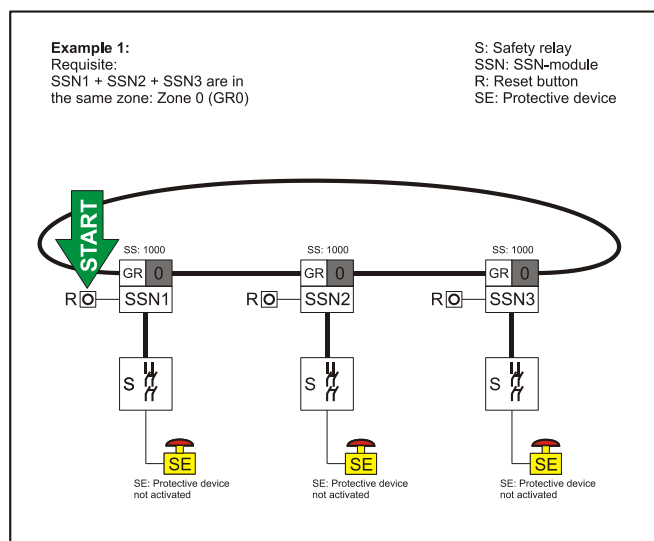 Example 1:
Requisite:
SSN1 + SSN2 + SSN3 are in
the same zone: Zone 0 (GR0)
S: Safety relay
SSN: SSN-module
R: Reset button
SE: Protective device
START
SS: 1000
SS: 1000
SS: 1000
GR 0
GR 0
GR 0
R SSN1
R SSN2
R SSN3
S
S
S
SE
SE
SE
SE: Protective device
not activated
SE: Protective device
not activated
SE: Protective device
not activated